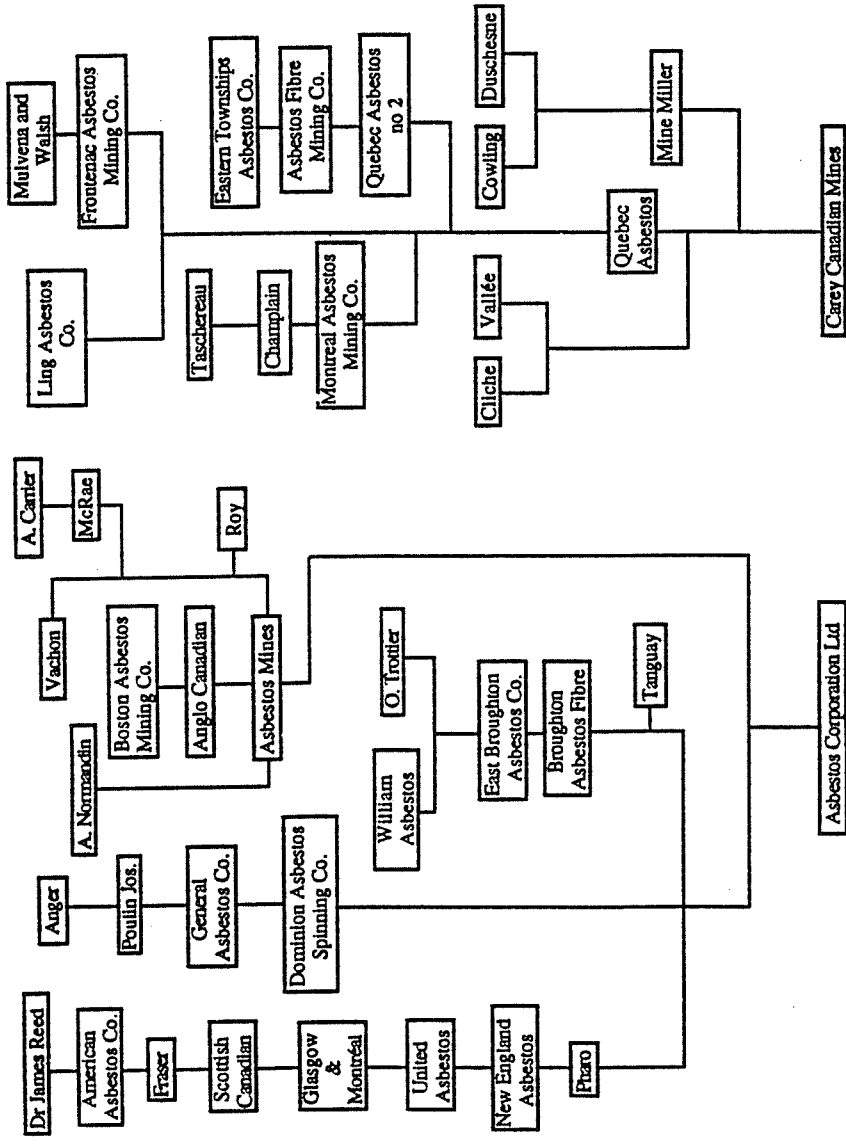 Dr James Reed
American
Asbestos Co.
Fraser
Scottish
Canadian
Glasgow
&
Montréal
United
Asbestos
New England
Asbestos
Pharo
Anger
Poulin Jos.
General
Asbestos Co.
Dominion Asbestos
Spinning Co.
A. Normandin
Vachon
A. Carrier
McRae
Boston Asbestos
Mining Co.
Anglo Canadian
Roy
Asbestos Mines
William
Asbestos
O. Trottier
East Broughton
Asbestos Co.
Broughton
Asbestos Fibre
Tanguay
Asbestos Corporation Ltd
Ling Asbestos
Co.
Mulvena and
Walsh
Frontenac Asbestos
Mining Co.
Taschereau
Champlain
Montreal Asbestos
Mining Co.
Eastern Townships
Asbestos Co.
Asbestos Fibre
Mining Co.
Quebec Asbestos
no 2
Cliche
Vallée
Cowling
Duschesne
Quebec
Asbestos
Mine Miller
Carey Canadian Mines